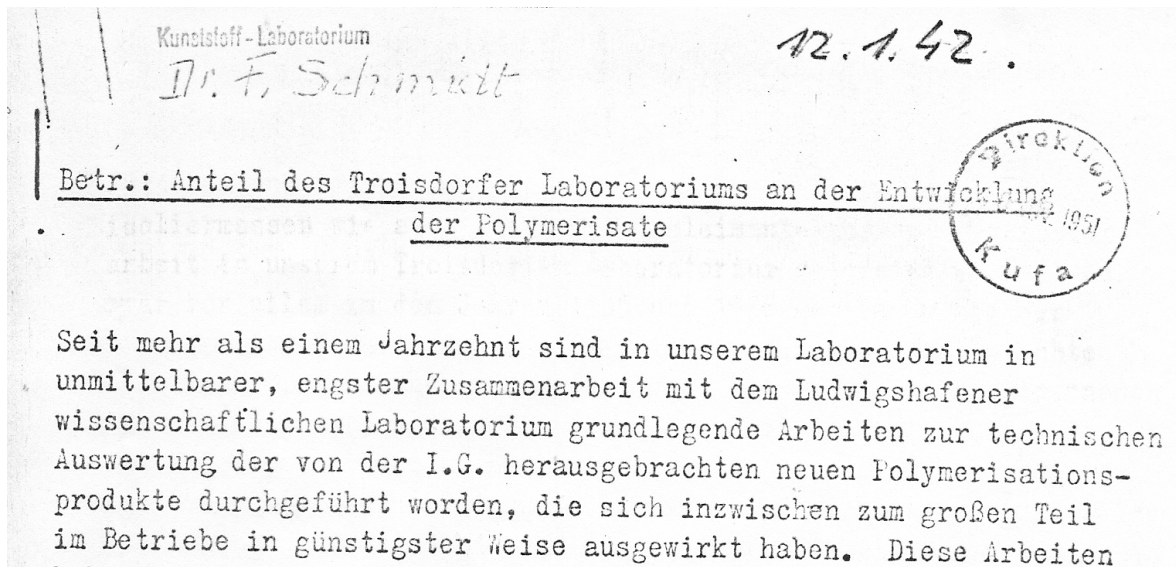 Kunststoff-Laboratorium
Dr. F. Schmidt
12.1.42.
Direktion
1951
Kufa
Betr.: Anteil des Troisdorfer Laboratoriums an der Entwicklung
der Polymerisate
Seit mehr als einem Jahrzehnt sind in unserem Laboratorium in
unmittelbarer, engster Zusammenarbeit mit dem Ludwigshafener
wissenschaftlichen Laboratorium grundlegende Arbeiten zur technischen
Auswertung der von der I.G. herausgebrachten neuen Polymerisations-
produkte durchgeführt worden, die sich inzwischen zum großen Teil
im Betriebe in günstigster Weise ausgewirkt haben. Diese Arbeiten